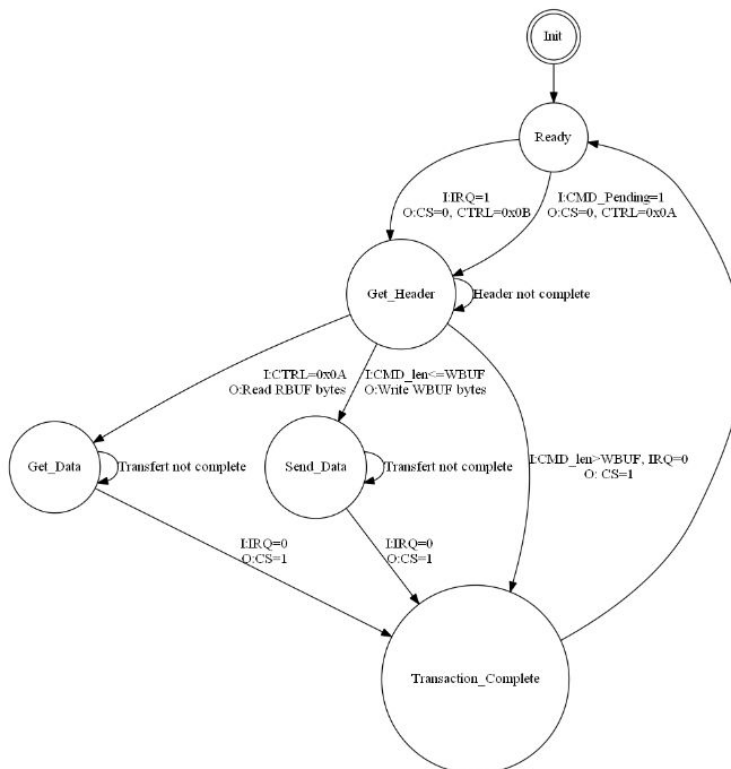 Init
Ready
I:IRQ=1
O:CS=0, CTRL=0x0B
I:CMD_Pending=1
O:CS=0, CTRL=0x0A
Get_Header
Header not complete
I:CTRL=0x0A
O:Read RBUF bytes
I:CMD_len<=WBUF
O:Write WBUF bytes
I:CMD_len>WBUF, IRQ=0
O: CS=1
Get_Data
Transfert not complete
Send_Data
Transfert not complete
I:IRQ=0
O:CS=1
I:IRQ=0
O:CS=1
Transaction_Complete